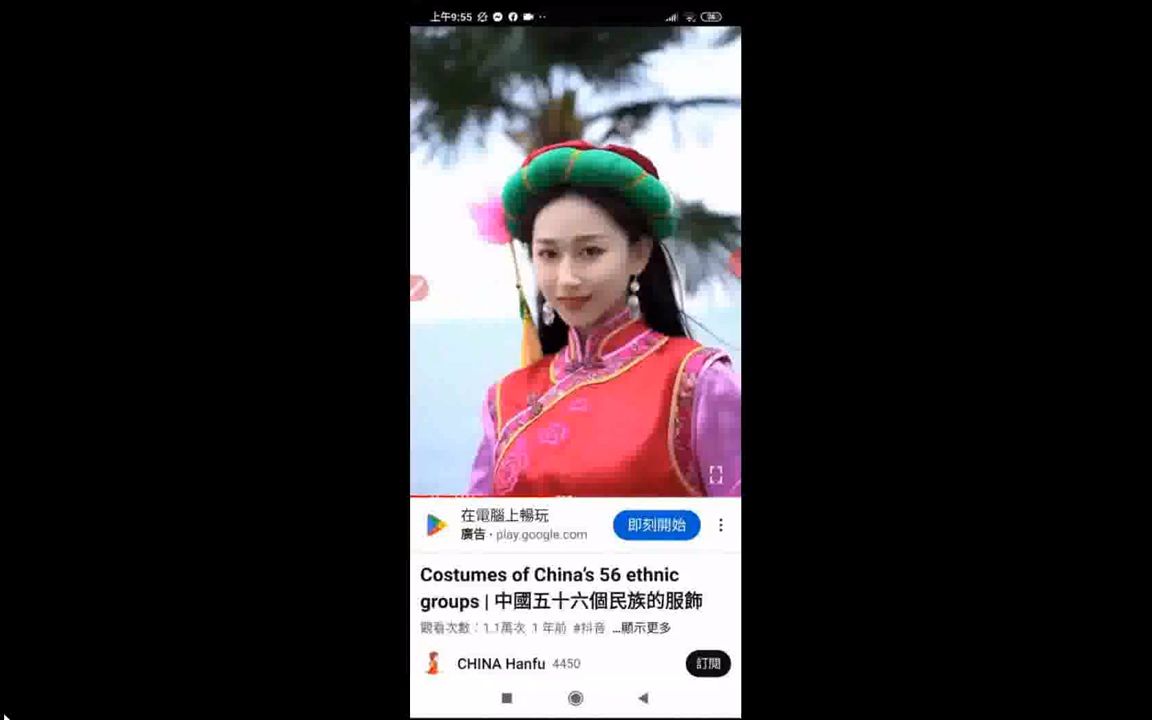 上午9:55
在電腦上暢玩
廣告 · play.google.com
即刻開始
Costumes of China's 56 ethnic
groups | 中國五十六個民族的服飾
觀看次數：1.1萬次 1 年前 #抖音 ...顯示更多
CHINA Hanfu 4450
訂閱